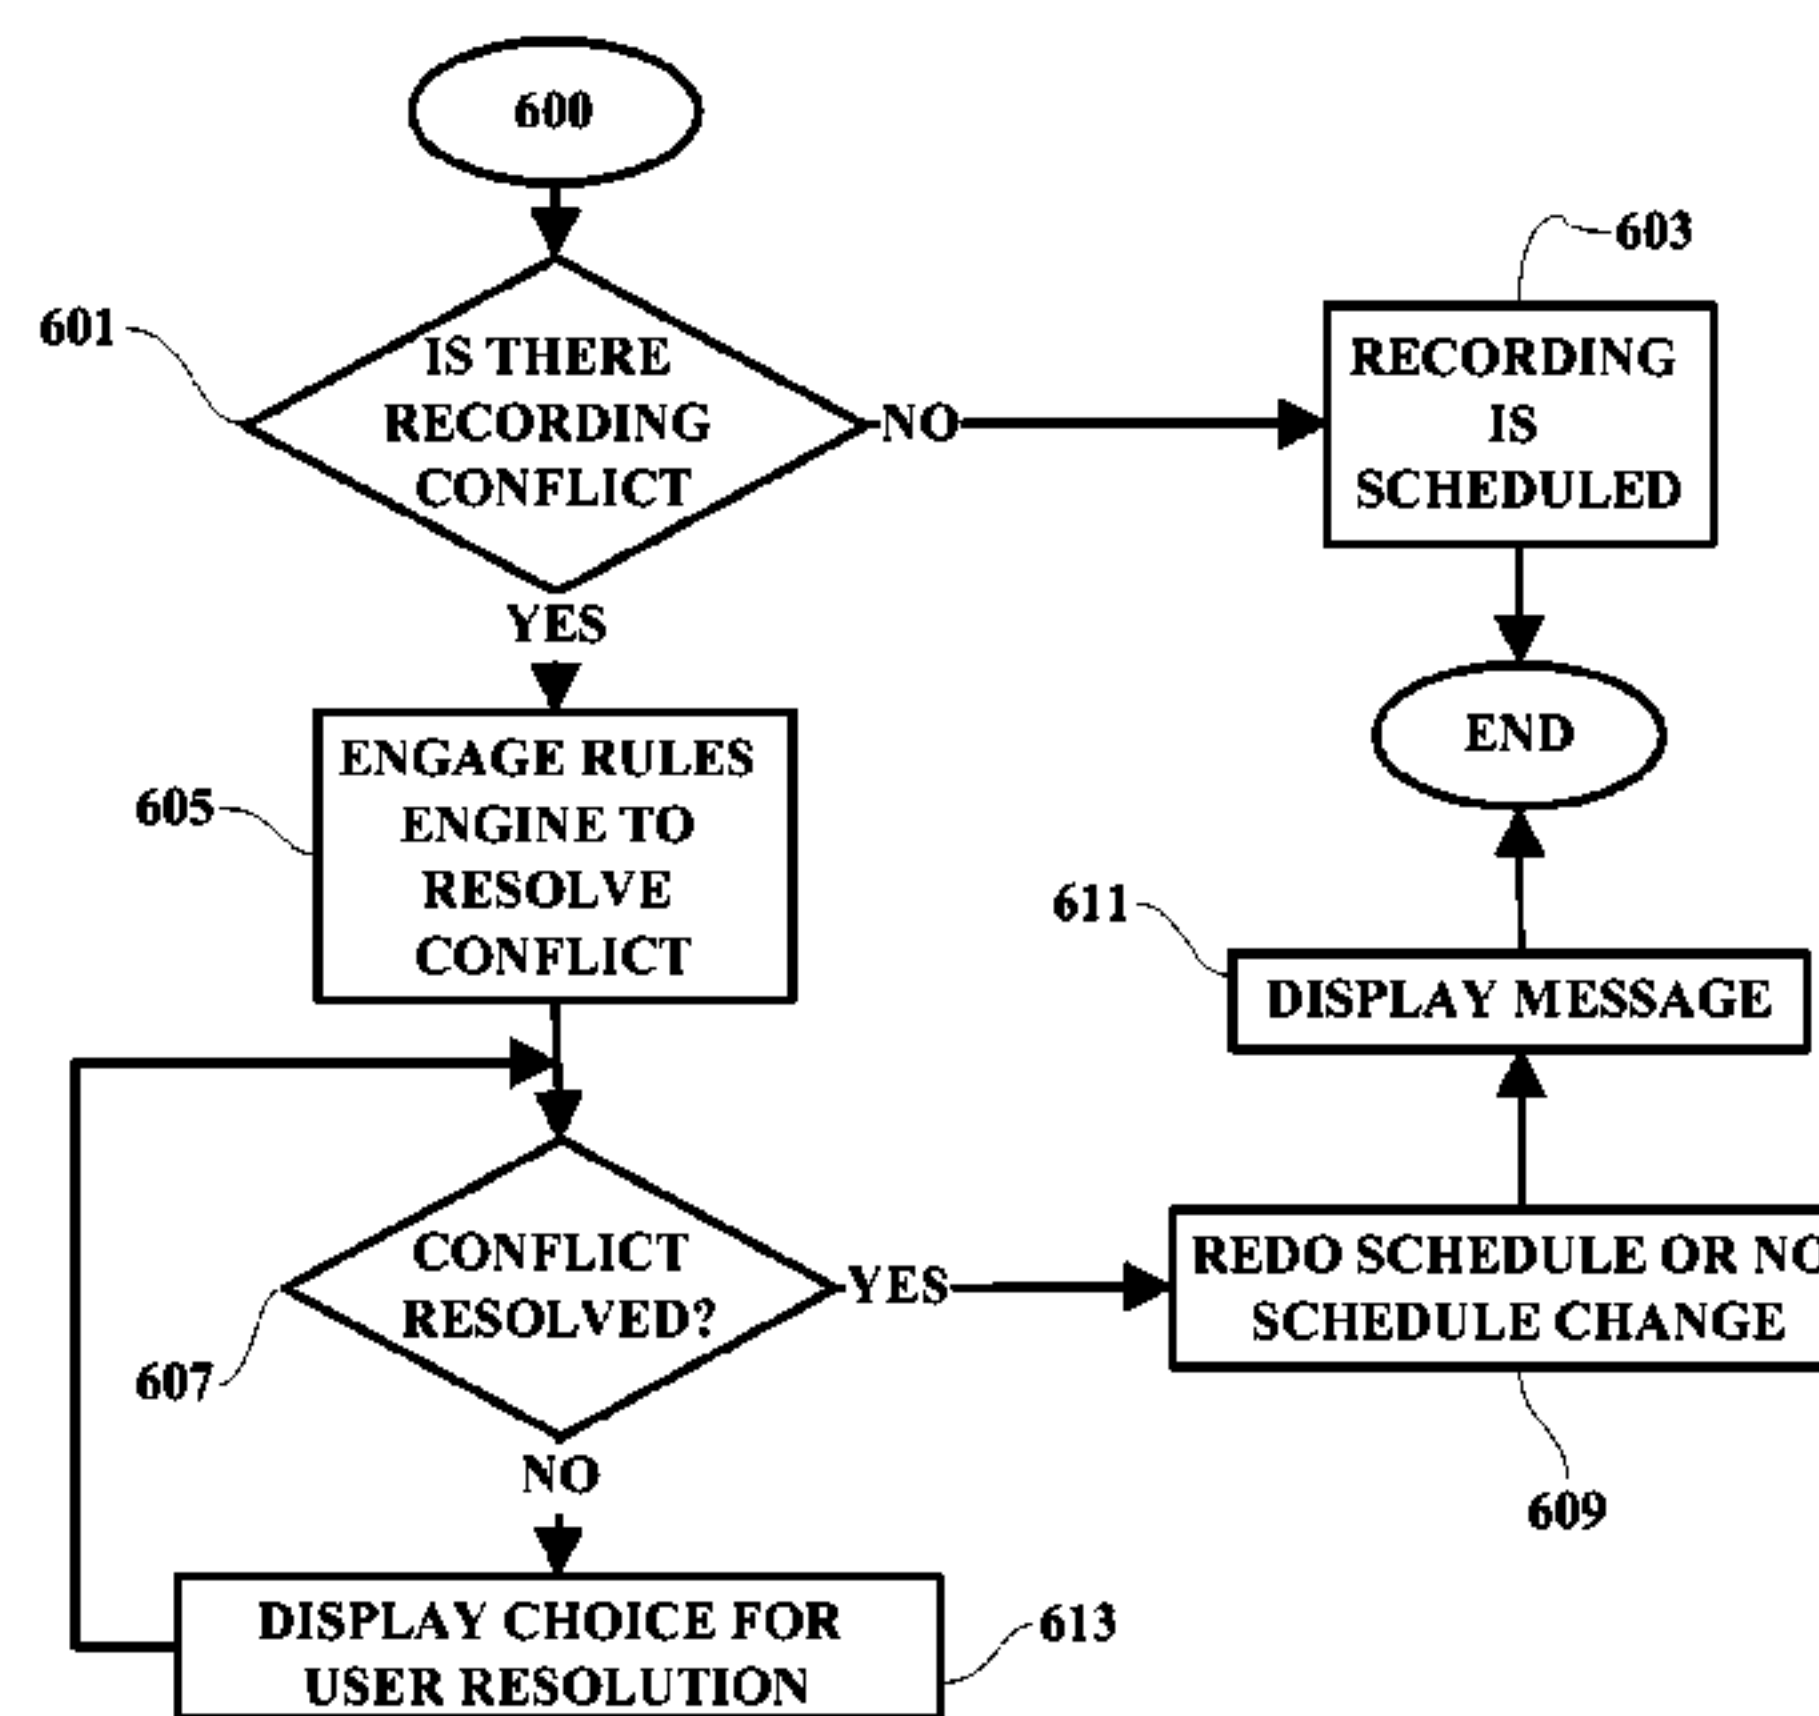 600
601
IS THERE
RECORDING
CONFLICT
NO
603
RECORDING
IS
SCHEDULED
YES
605
ENGAGE RULES
ENGINE TO
RESOLVE
CONFLICT
END
611
DISPLAY MESSAGE
607
CONFLICT
RESOLVED?
YES
REDO SCHEDULE OR NO
SCHEDULE CHANGE
609
NO
DISPLAY CHOICE FOR
USER RESOLUTION
613